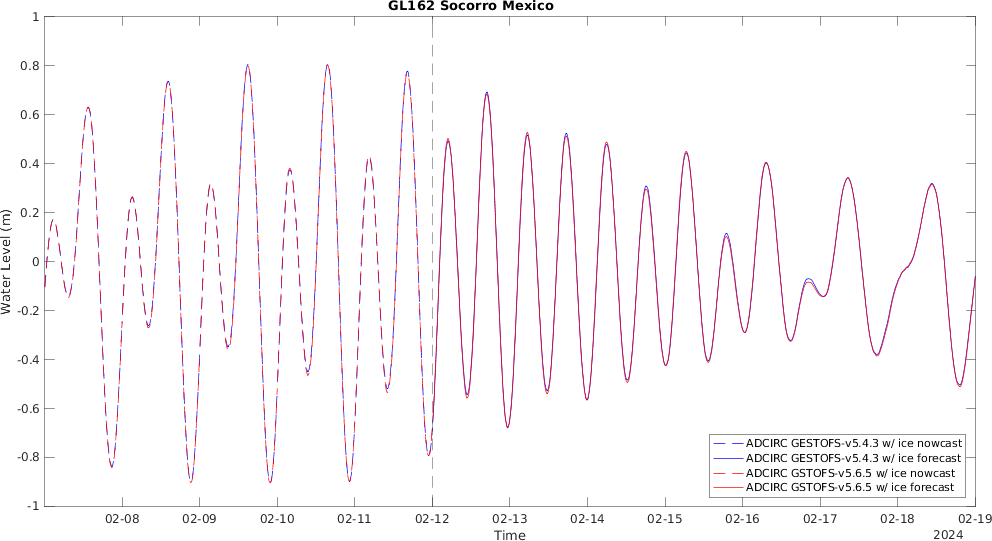 GL162 Socorro Mexico
1
0.8
0.6
0.4
0.2
0
-0.2
-0.4
-0.6
-0.8
-1
Water Level (m)
ADCIRC GESTOFS-v5.4.3 w/ ice nowcast
ADCIRC GESTOFS-v5.4.3 w/ ice forecast
ADCIRC GSTOFS-v5.6.5 w/ ice nowcast
ADCIRC GSTOFS-v5.6.5 w/ ice forecast
02-08 02-09 02-10 02-11 02-12 02-13 02-14 02-15 02-16 02-17 02-18 02-19
Time
2024